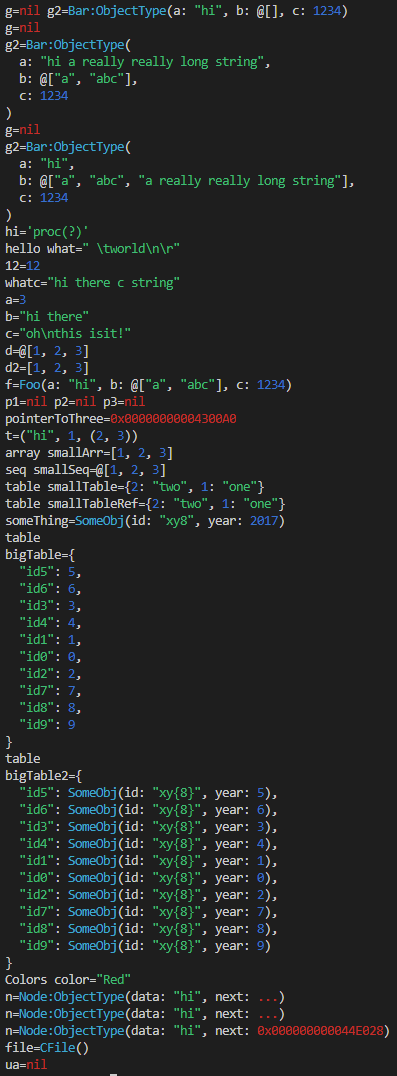 g=nil g2=Bar:ObjectType(a: "hi", b: @[], c: 1234)
g=nil
g2=Bar:ObjectType(
  a: "hi a really really long string",
  b: @["a", "abc"],
  c: 1234
)
g=nil
g2=Bar:ObjectType(
  a: "hi",
  b: @["a", "abc", "a really really long string"],
  c: 1234
)
hi='proc(?)'
hello what=" \tworld\n\r"
12=12
whatc="hi there c string"
a=3
b="hi there"
c="oh\nthis isit!"
d=@[1, 2, 3]
d2=[1, 2, 3]
f=Foo(a: "hi", b: @["a", "abc"], c: 1234)
p1=nil p2=nil p3=nil
pointerToThree=0x00000000004300A0
t=("hi", 1, (2, 3))
array smallArr=[1, 2, 3]
seq smallSeq=@[1, 2, 3]
table smallTable={2: "two", 1: "one"}
table smallTableRef={2: "two", 1: "one"}
someThing=SomeObj(id: "xy8", year: 2017)
table
bigTable={
  "id5": 5,
  "id6": 6,
  "id3": 3,
  "id4": 4,
  "id1": 1,
  "id0": 0,
  "id2": 2,
  "id7": 7,
  "id8": 8,
  "id9": 9
}
table
bigTable2={
  "id5": SomeObj(id: "xy{8}", year: 5),
  "id6": SomeObj(id: "xy{8}", year: 6),
  "id3": SomeObj(id: "xy{8}", year: 3),
  "id4": SomeObj(id: "xy{8}", year: 4),
  "id1": SomeObj(id: "xy{8}", year: 1),
  "id0": SomeObj(id: "xy{8}", year: 0),
  "id2": SomeObj(id: "xy{8}", year: 2),
  "id7": SomeObj(id: "xy{8}", year: 7),
  "id8": SomeObj(id: "xy{8}", year: 8),
  "id9": SomeObj(id: "xy{8}", year: 9)
}
Colors color="Red"
n=Node:ObjectType(data: "hi", next: ...)
n=Node:ObjectType(data: "hi", next: ...)
n=Node:ObjectType(data: "hi", next: 0x000000000044E028)
file=CFile()
ua=nil